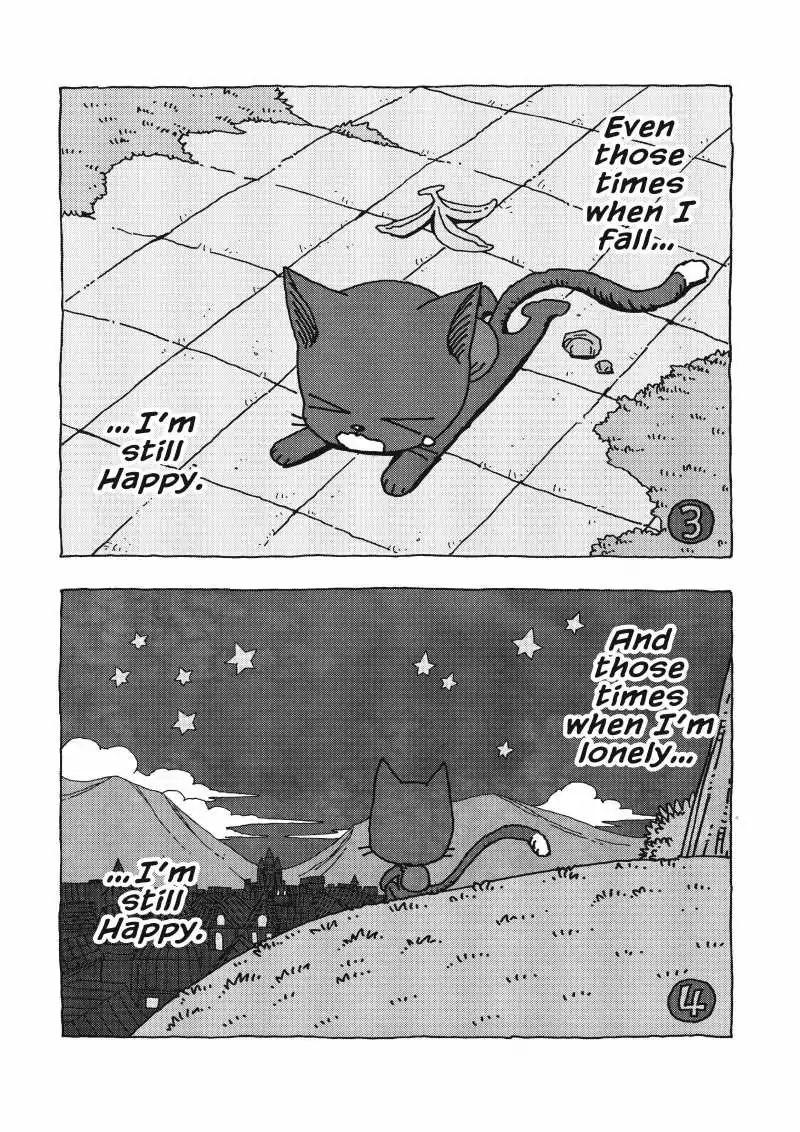 Even
those
times
when I
fall...
...I'm
still
Happy.
3
And
those
times
when I'm
lonely...
...I'm
still
Happy.
4